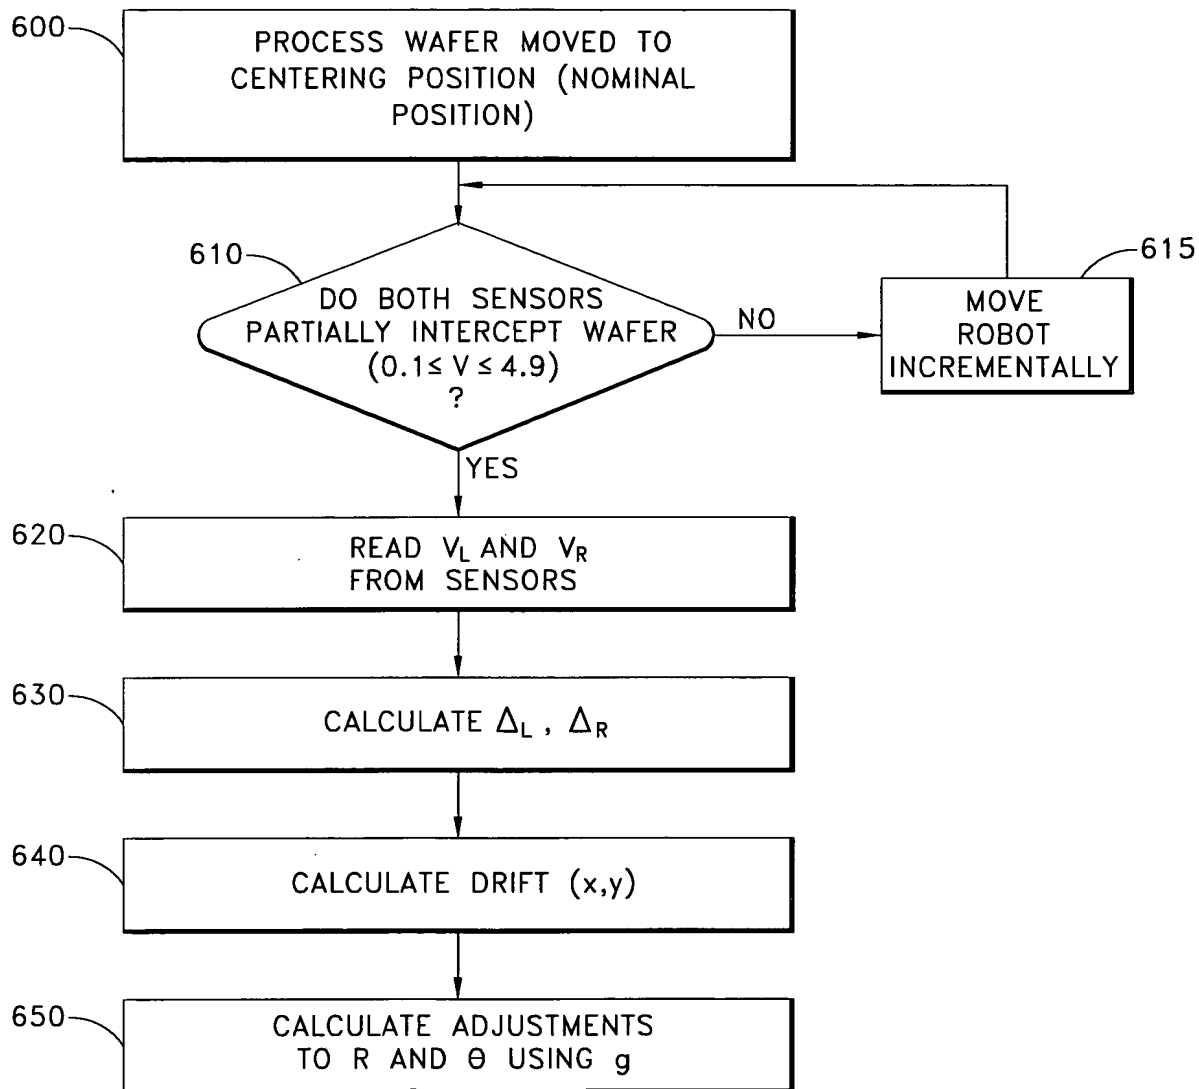 600
PROCESS WAFER MOVED TO
CENTERING POSITION (NOMINAL
POSITION)
610
DO BOTH SENSORS
PARTIALLY INTERCEPT WAFER
(0.1 ≤ V ≤ 4.9)
?
NO
615
MOVE
ROBOT
INCREMENTALLY
YES
620
READ VL AND VR
FROM SENSORS
630
CALCULATE ΔL , ΔR
640
CALCULATE DRIFT (x,y)
650
CALCULATE ADJUSTMENTS
TO R AND Θ USING g